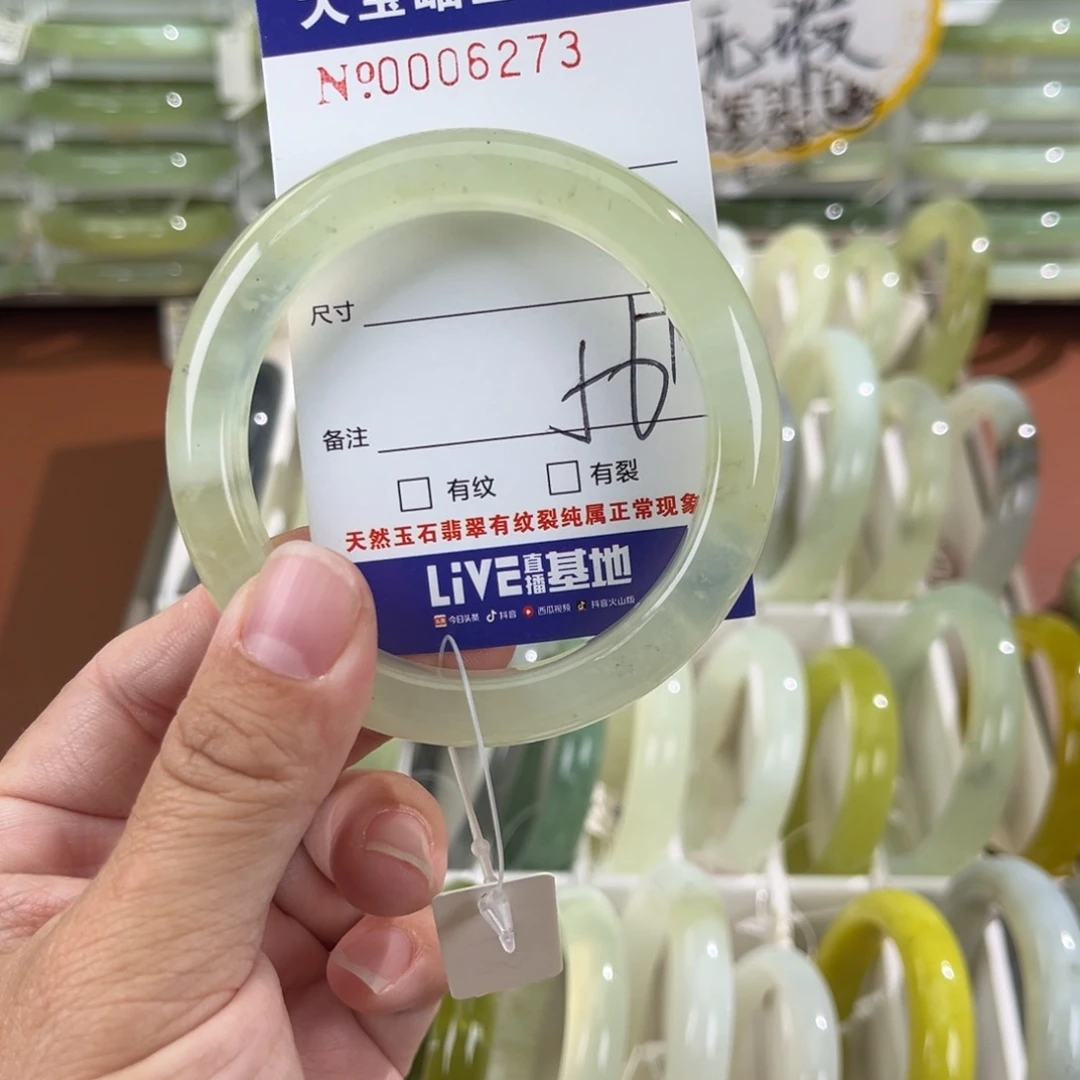 №0006273
尺寸
备注
有纹 有裂
天然玉石翡翠有纹裂纯属正常现象
LiVE直播基地
今日头条 抖音 西瓜视频 抖音火山版